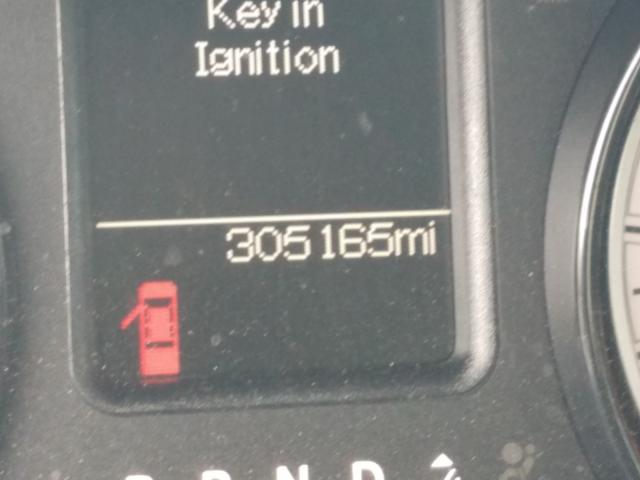 Key in
Ignition
305165mi
R N D